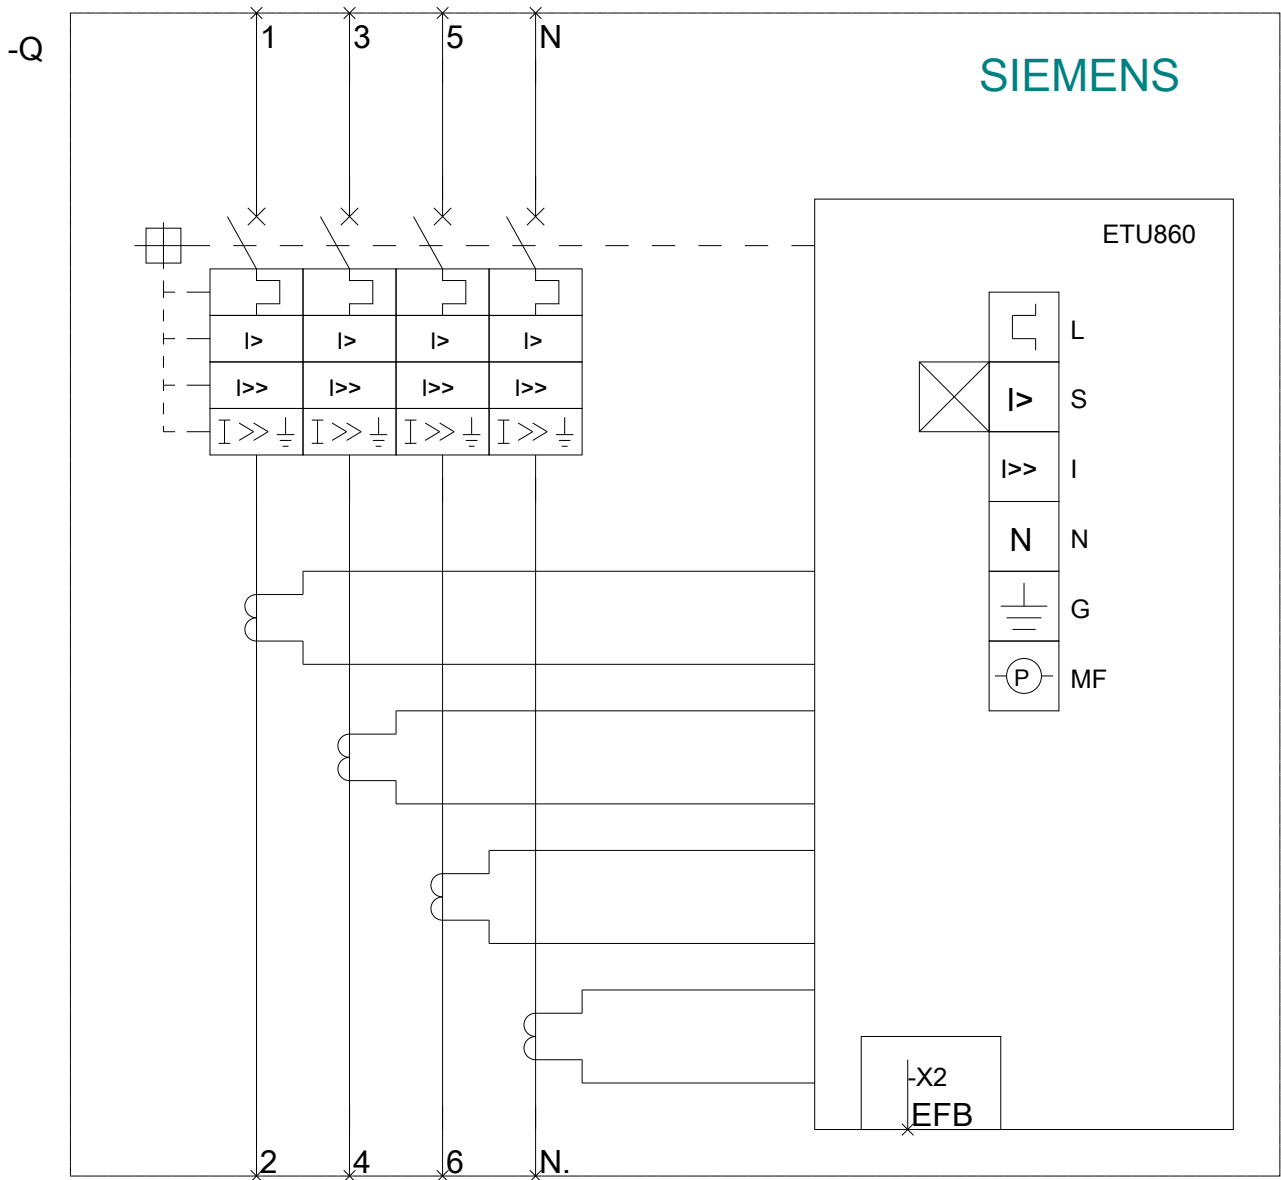 1 3 5 N
-Q
SIEMENS
ETU860
I> I> I> I>
I>> I>> I>> I>>
I>> I>> I>> I>>
L
I> S
I>> I
N N
G
P MF
-X2
EFB
2 4 6 N.